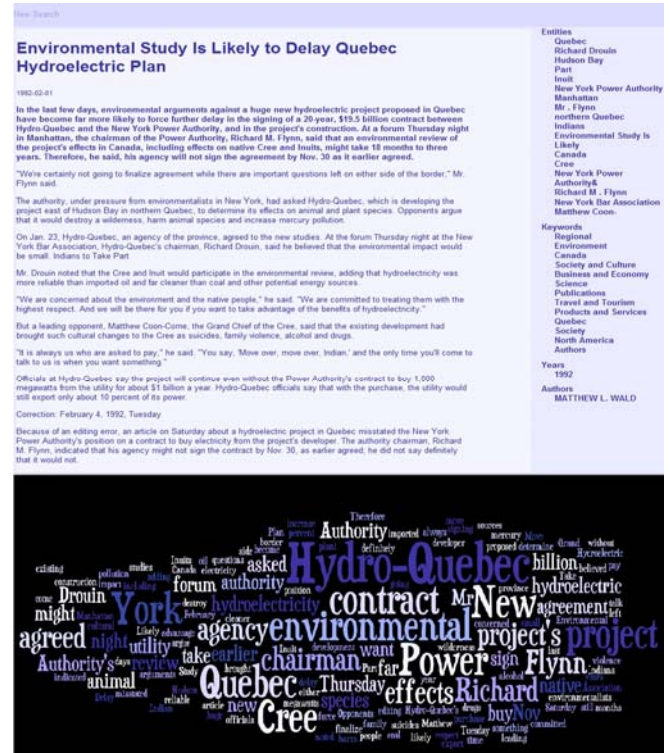 New Search
Environmental Study Is Likely to Delay Quebec
Hydroelectric Plan
1992-02-01
In the last few days, environmental arguments against a huge new hydroelectric project proposed in Quebec
have become far more likely to force further delay in the signing of a 20-year, $19.5 billion contract between
Hydro-Quebec and the New York Power Authority, and in the project's construction. At a forum Thursday night
in Manhattan, the chairman of the Power Authority, Richard M. Flynn, said that an environmental review of
the project's effects in Canada, including effects on native Cree and Inuits, might take 18 months to three
years. Therefore, he said, his agency will not sign the agreement by Nov. 30 as it earlier agreed.
"We're certainly not going to finalize agreement while there are important questions left on either side of the border," Mr.
Flynn said.
The authority, under pressure from environmentalists in New York, had asked Hydro-Quebec, which is developing the
project east of Hudson Bay in northern Quebec, to determine its effects on animal and plant species. Opponents argue
that it would destroy a wilderness, harm animal species and increase mercury pollution.
On Jan. 23, Hydro-Quebec, an agency of the province, agreed to the new studies. At the forum Thursday night at the New
York Bar Association, Hydro-Quebec's chairman, Richard Drouin, said he believed that the environmental impact would
be small. Indians to Take Part
Mr. Drouin noted that the Cree and Inuit would participate in the environmental review, adding that hydroelectricity was
more reliable than imported oil and far cleaner than coal and other potential energy sources.
"We are concerned about the environment and the native people," he said. "We are committed to treating them with the
highest respect. And we will be there for you if you want to take advantage of the benefits of hydroelectricity."
But a leading opponent, Matthew Coon-Come, the Grand Chief of the Cree, said that the existing development had
brought such cultural changes to the Cree as suicides, family violence, alcohol and drugs.
"It is always us who are asked to pay," he said. "You say, 'Move over, move over, Indian,' and the only time you'll come to
talk to us is when you want something."
Officials at Hydro-Quebec say the project will continue even without the Power Authority's contract to buy 1,000
megawatts from the utility for about $1 billion a year. Hydro-Quebec officials say that with the purchase, the utility would
still export only about 10 percent of its power.
Correction: February 4, 1992, Tuesday
Because of an editing error, an article on Saturday about a hydroelectric project in Quebec misstated the New York
Power Authority's position on a contract to buy electricity from the project's developer. The authority chairman, Richard
M. Flynn, indicated that his agency might not sign the contract by Nov. 30, as earlier agreed; he did not say definitely
that it would not.
Entities
Quebec
Richard Drouin
Hudson Bay
Part
Inuit
New York Power Authority
Manhattan
Mr . Flynn
northern Quebec
Indians
Environmental Study Is
Likely
Canada
Cree
New York Power
Authority&
Richard M . Flynn
New York Bar Association
Matthew Coon-
Keywords
Regional
Environment
Canada
Society and Culture
Business and Economy
Science
Publications
Travel and Tourism
Products and Services
Quebec
Society
North America
Authors
Years
1992
Authors
MATTHEW L. WALD
Therefore
Authority imported always
Hydro-Quebec billion
asked
Drouin forum authority contract Mr New hydroelectric
might York hydroelectricity agreement
agreed night utility agency environmental project's project
Authority's review take earlier chairman want far Power sign Flynn
animal Quebec Thursday effects Richard native
new Cree species buy Nov